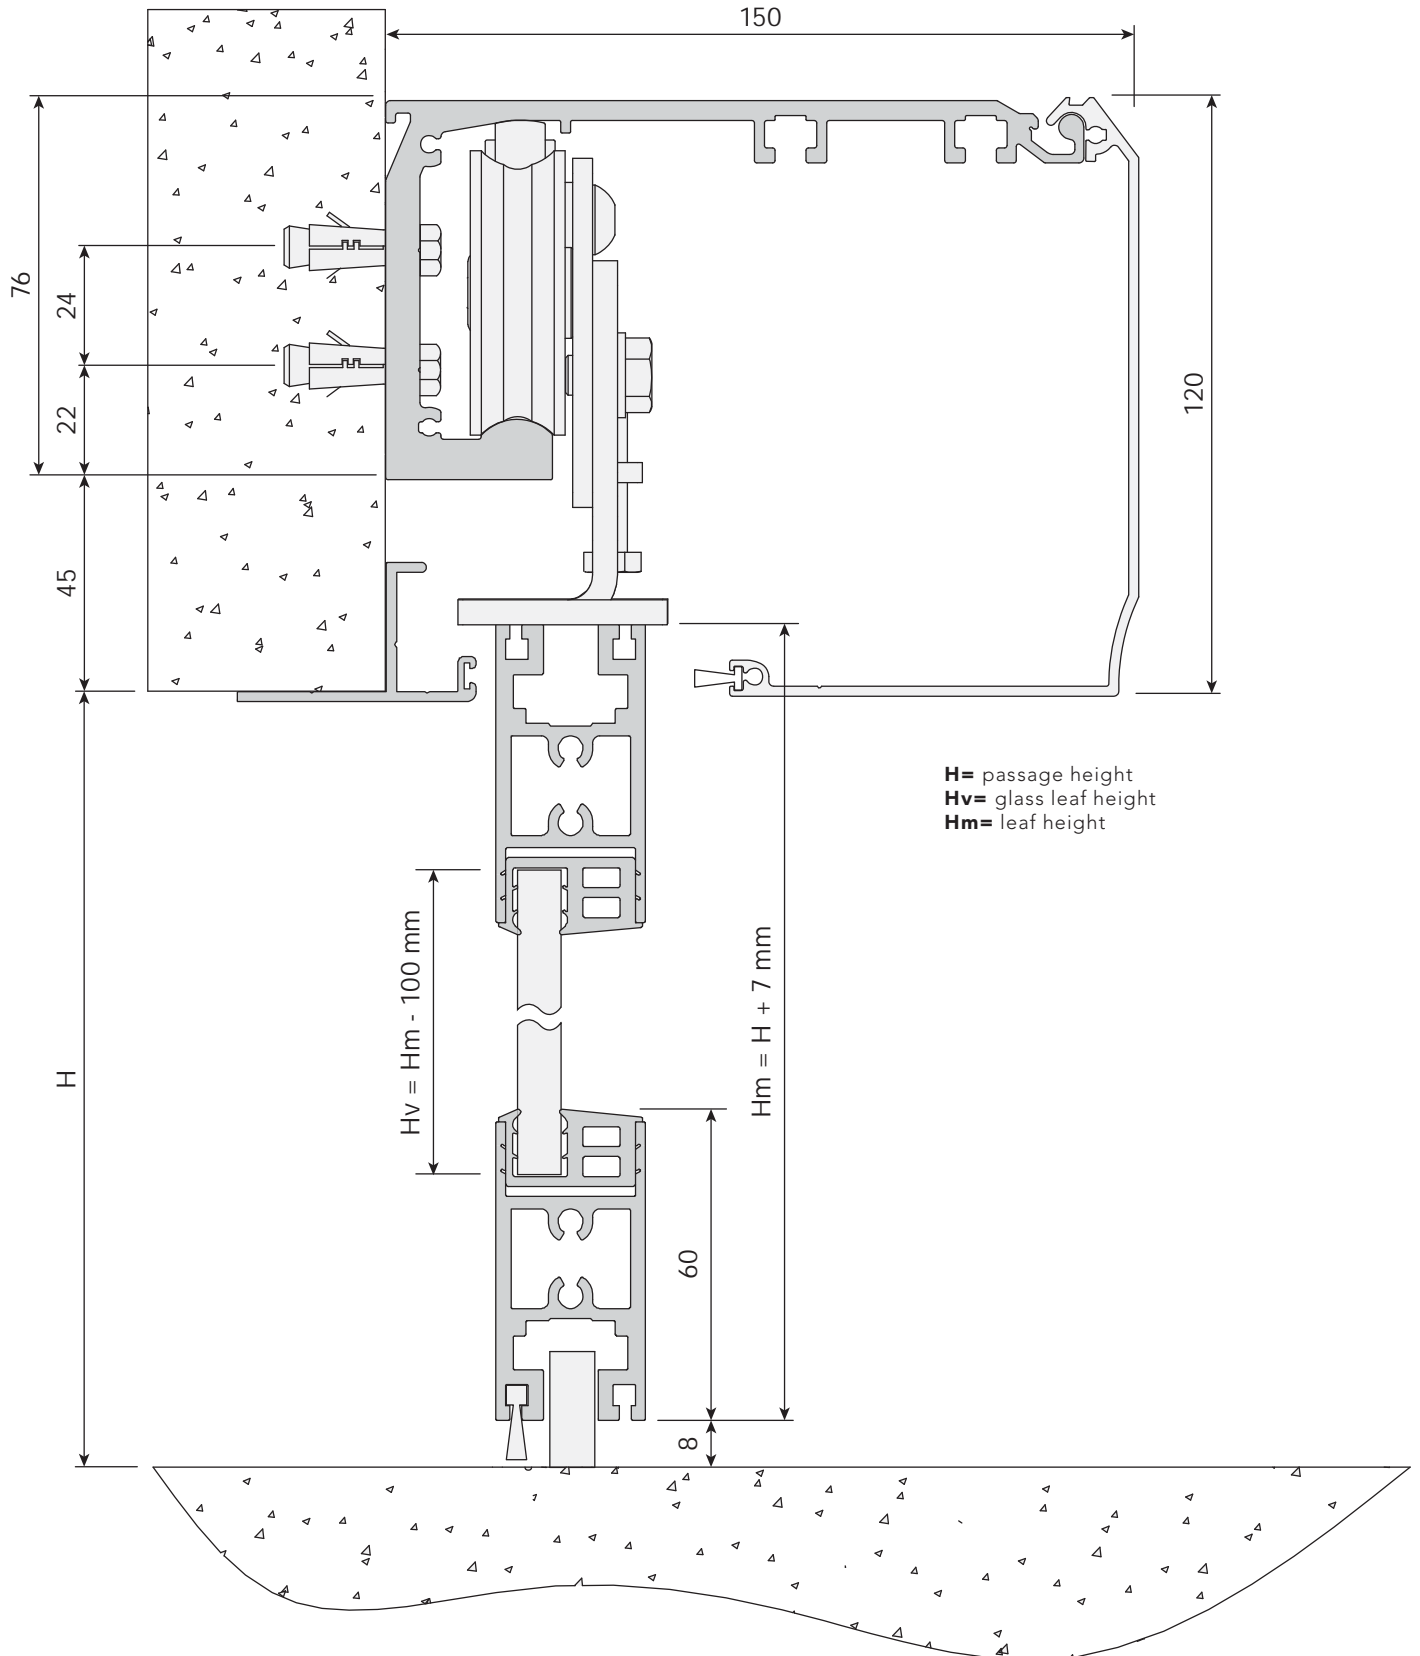 150
76
24
22
45
120
H= passage height
Hv= glass leaf height
Hm= leaf height
Hv = Hm - 100 mm
Hm = H + 7 mm
H
60
8